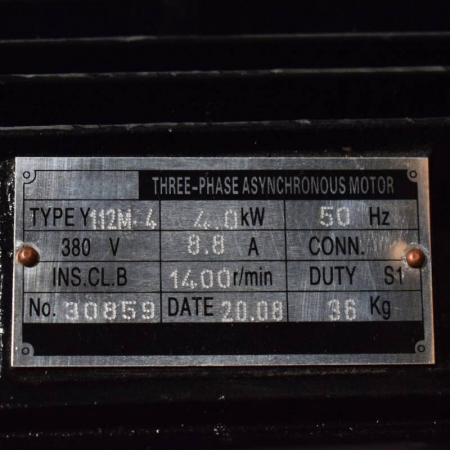 THREE-PHASE ASYNCHRONOUS MOTOR
TYPE Y112M-4 4.0kW 50 Hz
380 V 8.8 A CONN.
INS.CL.B 1400r/min DUTY S1
No. 30859 DATE 20.08 36 Kg